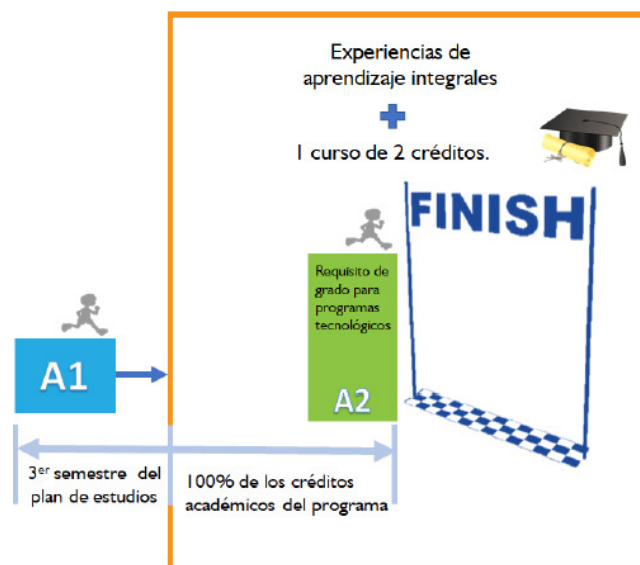 Experiencias de
aprendizaje integrales
1 curso de 2 créditos.
FINISH
Requisito de
grado para
programas
tecnológicos
A2
A1
3er semestre del
plan de estudios
100% de los créditos
académicos del programa